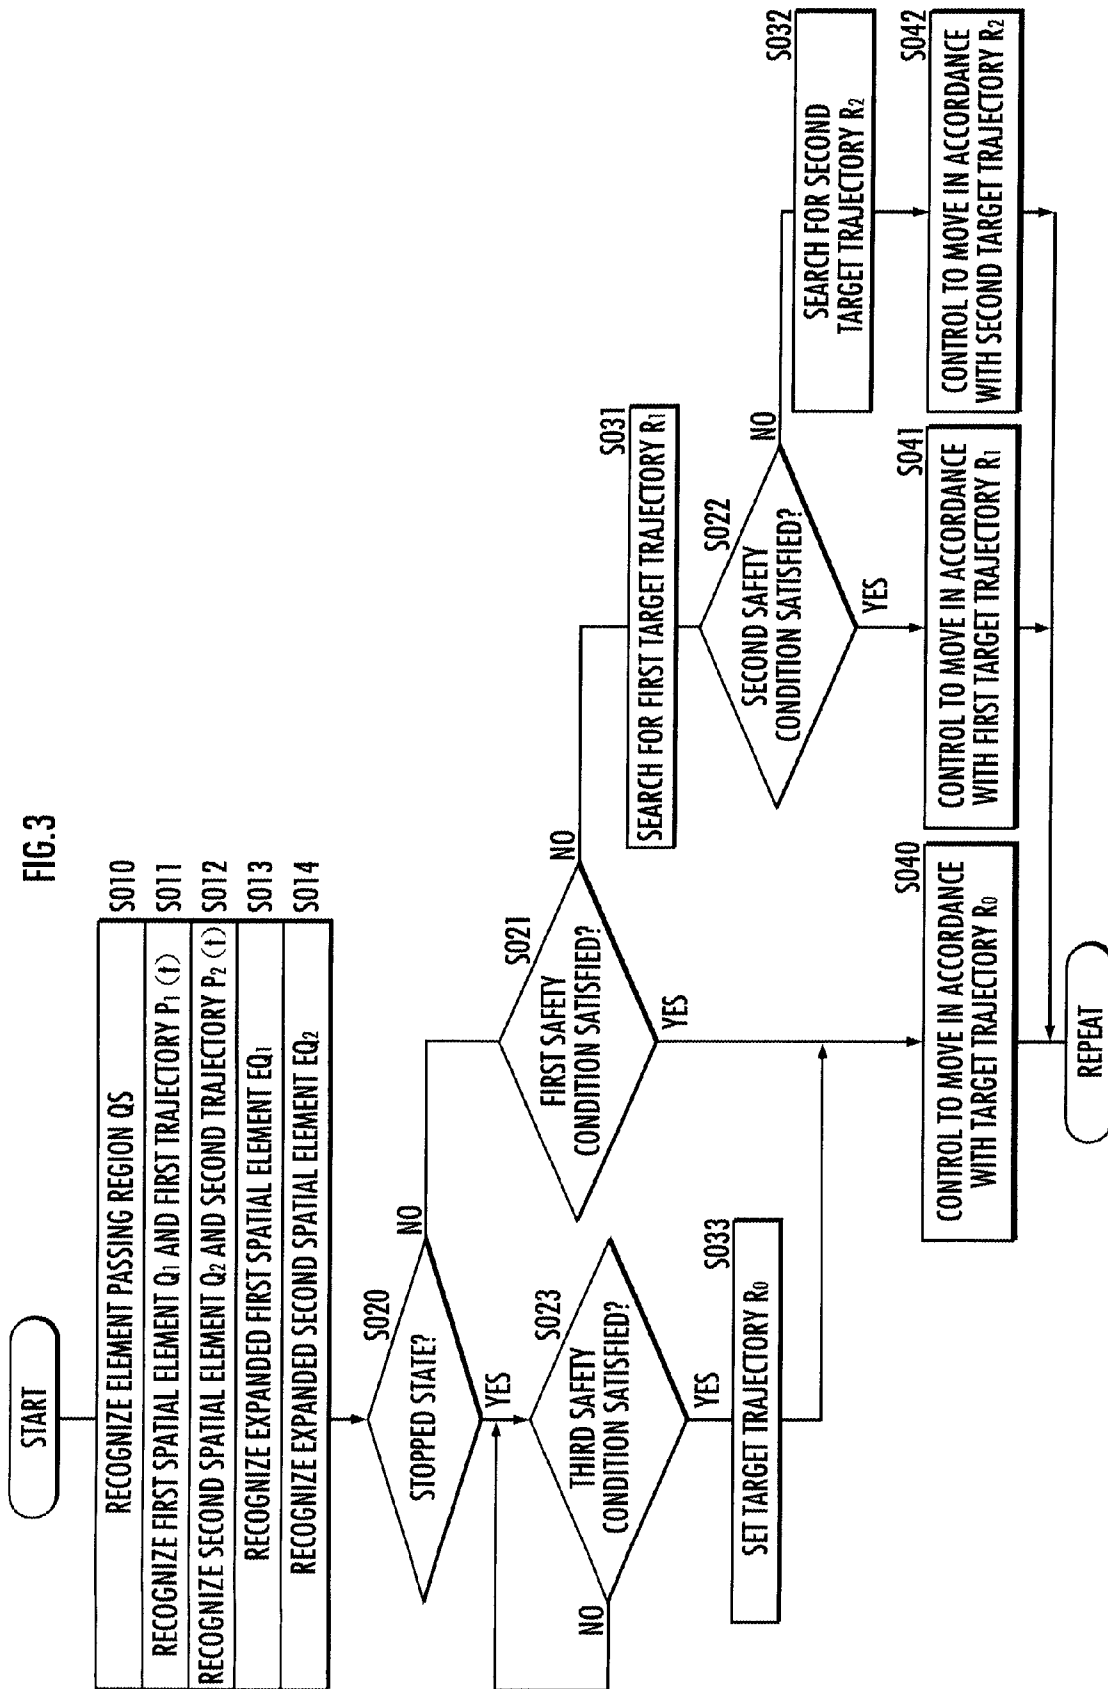 FIG.3
START
RECOGNIZE ELEMENT PASSING REGION QS
S010
RECOGNIZE FIRST SPATIAL ELEMENT Q1 AND FIRST TRAJECTORY P1 (t)
S011
RECOGNIZE SECOND SPATIAL ELEMENT Q2 AND SECOND TRAJECTORY P2 (t)
S012
RECOGNIZE EXPANDED FIRST SPATIAL ELEMENT EQ1
S013
RECOGNIZE EXPANDED SECOND SPATIAL ELEMENT EQ2
S014
S020
STOPPED STATE?
NO
YES
S023
THIRD SAFETY
CONDITION SATISFIED?
NO
YES
S033
SET TARGET TRAJECTORY R0
S021
FIRST SAFETY
CONDITION SATISFIED?
NO
YES
S031
SEARCH FOR FIRST TARGET TRAJECTORY R1
S022
SECOND SAFETY
CONDITION SATISFIED?
NO
YES
S032
SEARCH FOR SECOND
TARGET TRAJECTORY R2
S040
CONTROL TO MOVE IN ACCORDANCE
WITH TARGET TRAJECTORY R0
S041
CONTROL TO MOVE IN ACCORDANCE
WITH FIRST TARGET TRAJECTORY R1
S042
CONTROL TO MOVE IN ACCORDANCE
WITH SECOND TARGET TRAJECTORY R2
REPEAT